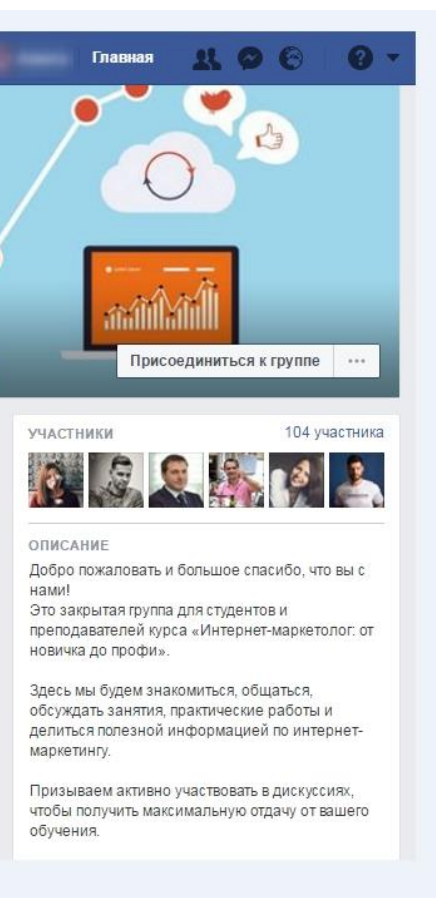 Главная
Присоединиться к группе
УЧАСТНИКИ
104 участника
ОПИСАНИЕ
Добро пожаловать и большое спасибо, что вы с
нами!
Это закрытая группа для студентов и
преподавателей курса «Интернет-маркетолог: от
новичка до профи».
Здесь мы будем знакомиться, общаться,
обсуждать занятия, практические работы и
делиться полезной информацией по интернет-
маркетингу.
Призываем активно участвовать в дискуссиях,
чтобы получить максимальную отдачу от вашего
обучения.